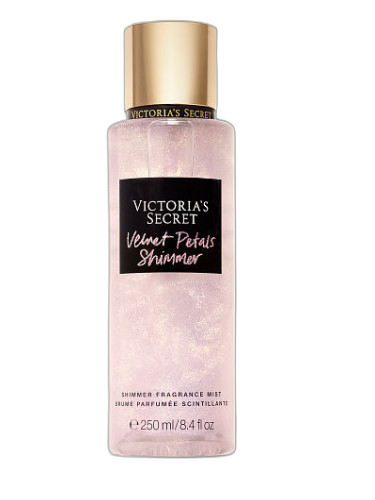 VICTORIA'S SECRET
VICTORIA'S
SECRET
Velvet Petals
Shimmer
SHIMMER FRAGRANCE MIST
BRUME PARFUMÉE SCINTILLANTE
℮ 250 ml/8.4 fl oz